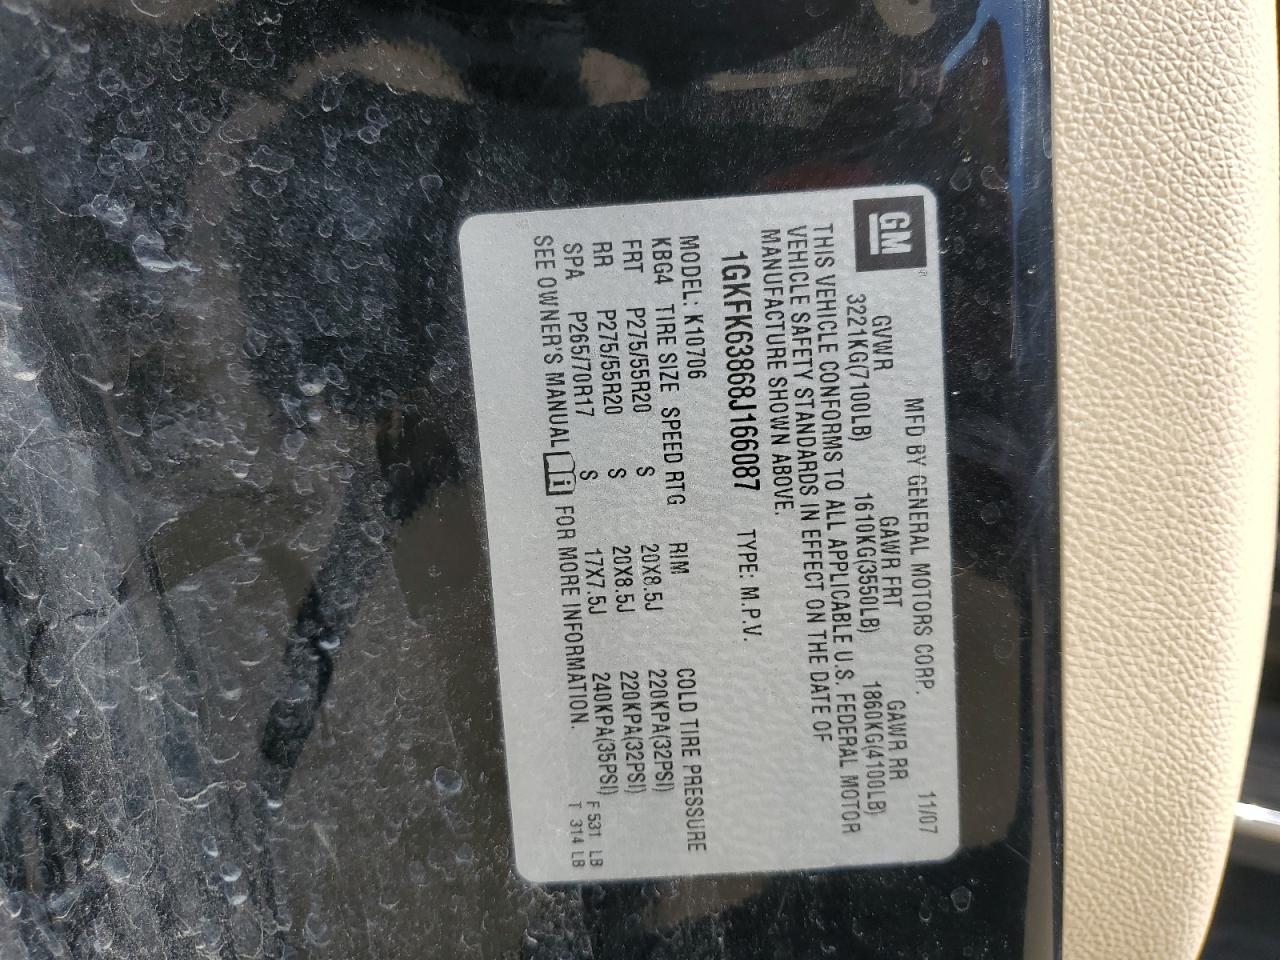 GM
MFD BY GENERAL MOTORS CORP. 11/07
GVWR GAWR FRT GAWR RR
3221KG(7100LB) 1610KG(3550LB) 1860KG(4100LB)
THIS VEHICLE CONFORMS TO ALL APPLICABLE U.S. FEDERAL MOTOR
VEHICLE SAFETY STANDARDS IN EFFECT ON THE DATE OF
MANUFACTURE SHOWN ABOVE.
1GKFK63868J166087 TYPE: M.P.V.
MODEL: K10706
KBG4 TIRE SIZE SPEED RTG RIM COLD TIRE PRESSURE
FRT P275/55R20 S 20X8.5J 220KPA(32PSI)
RR P275/55R20 S 20X8.5J 220KPA(32PSI)
SPA P265/70R17 S 17X7.5J 240KPA(35PSI)
SEE OWNER'S MANUAL i FOR MORE INFORMATION.
F 531 LB
T 314 LB